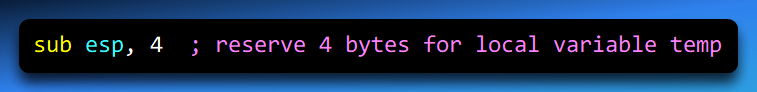 sub esp, 4  ; reserve 4 bytes for local variable temp